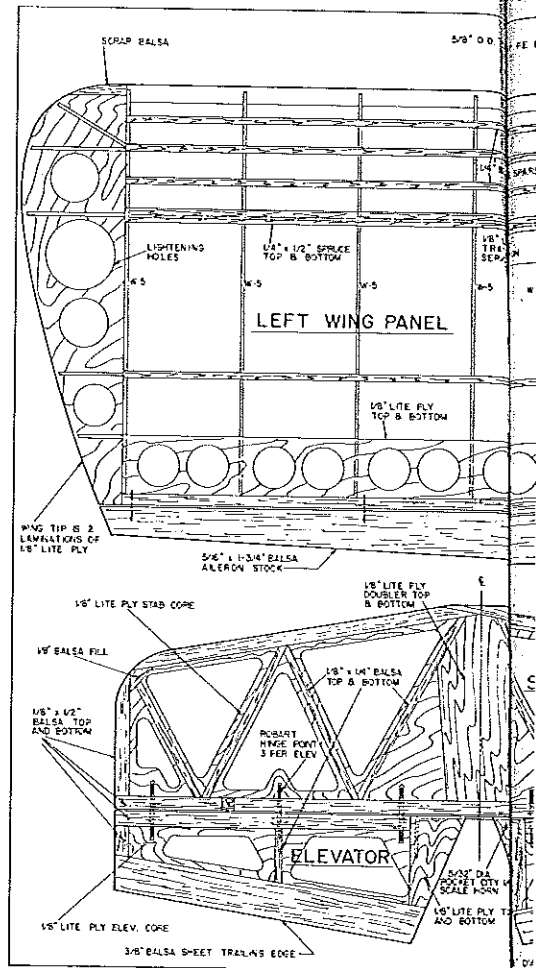 SCRAP BALSA
5/8" O.D.
LIGHTENING
HOLES
1/4" x 1/2" SPRUCE
TOP & BOTTOM
W-5
W-5
W-5
W-5
LEFT WING PANEL
1/8" LITE PLY
TOP & BOTTOM
WING TIP IS 2
LAMINATIONS OF
1/8" LITE PLY
5/16" x 1-3/4" BALSA
AILERON STOCK
1/8" LITE PLY STAB CORE
1/8" LITE PLY
DOUBLER TOP
& BOTTOM
1/8" BALSA FILL
1/8" x 1/4" BALSA
TOP & BOTTOM
1/8" x 1/2"
BALSA TOP
AND BOTTOM
ROBART
HINGE POINT
3 PER ELEV.
ELEVATOR
5/32" DIA
ROCKET CITY
SCALE HORN
1/8" LITE PLY
AND BOTTOM
1/8" LITE PLY ELEV. CORE
3/8" BALSA SHEET TRAILING EDGE